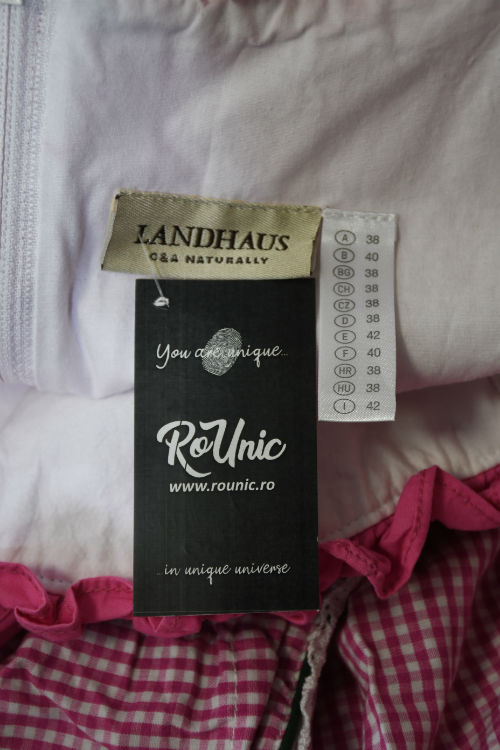 LANDHAUS
C&A NATURALLY
A 38
B 40
BG 38
CH 38
CZ 38
D 38
E 42
F 40
HR 38
HU 38
I 42
You are unique...
RoUnic
www.rounic.ro
...in unique universe